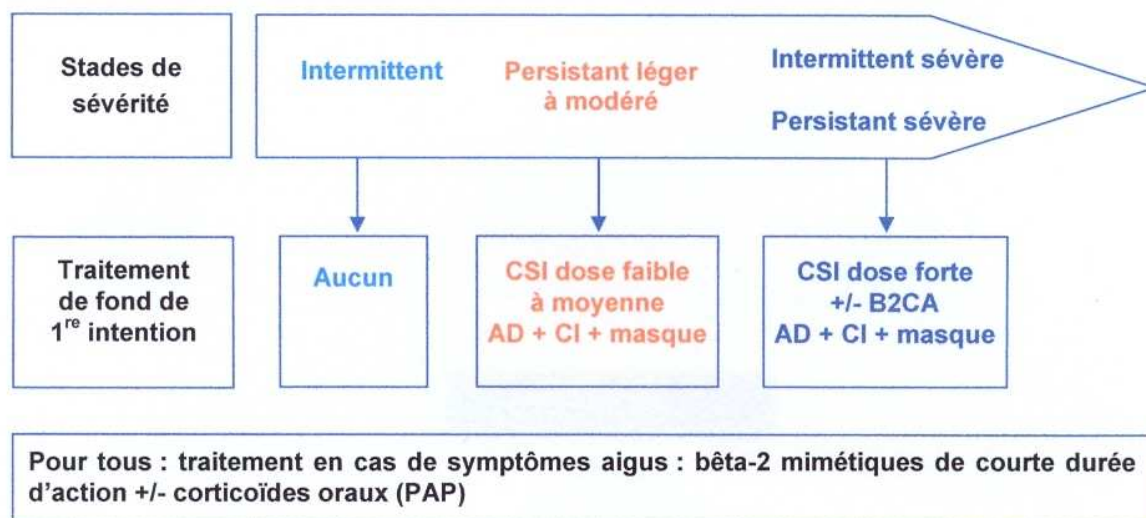 Stades de
sévérité
Intermittent
Persistant léger
à modéré
Intermittent sévère
Persistant sévère
Traitement
de fond de
1re intention
Aucun
CSI dose faible
à moyenne
AD + CI + masque
CSI dose forte
+/- B2CA
AD + CI + masque
Pour tous : traitement en cas de symptômes aigus : bêta-2 mimétiques de courte durée
d'action +/- corticoïdes oraux (PAP)